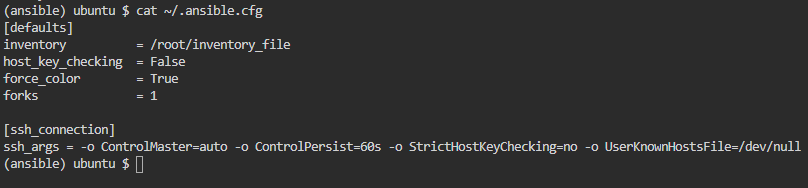 (ansible) ubuntu $ cat ~/.ansible.cfg
[defaults]
inventory         = /root/inventory_file
host_key_checking = False
force_color       = True
forks             = 1

[ssh_connection]
ssh_args = -o ControlMaster=auto -o ControlPersist=60s -o StrictHostKeyChecking=no -o UserKnownHostsFile=/dev/null
(ansible) ubuntu $